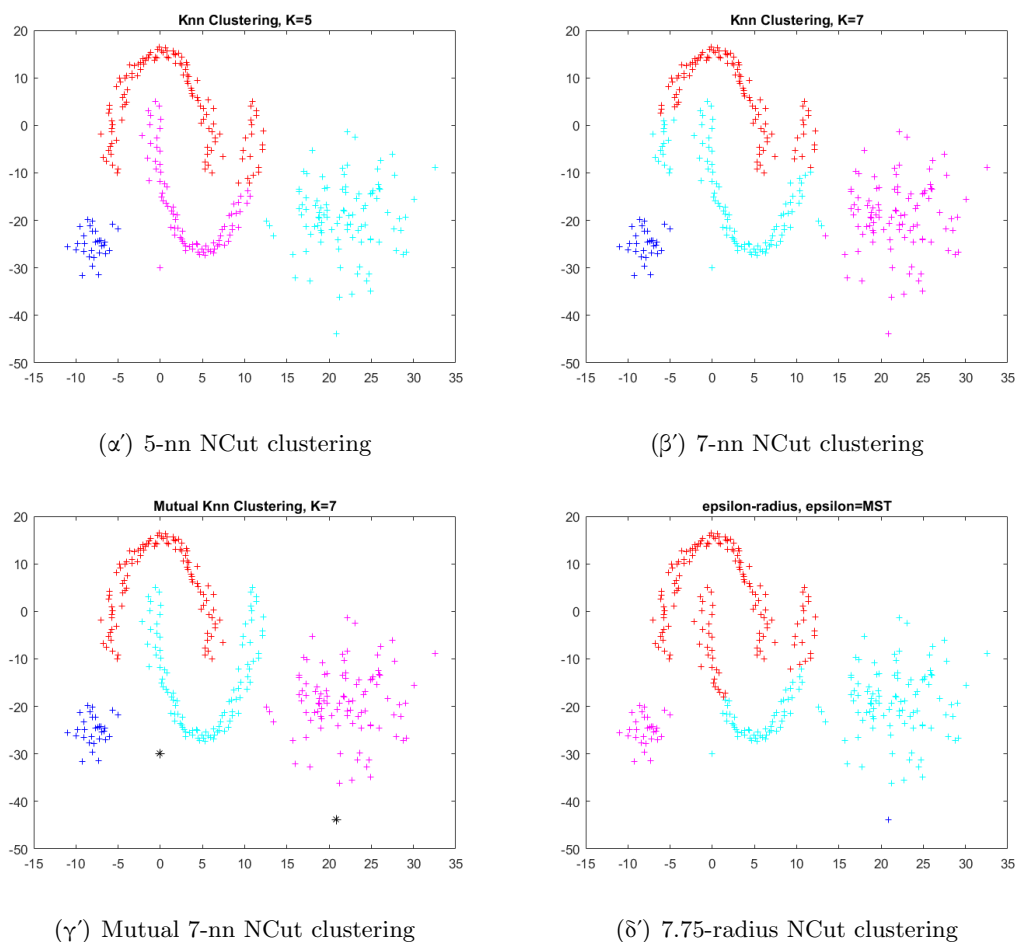 Knn Clustering, K=5
20
10
0
-10
-20
-30
-40
-50
-15 -10 -5 0 5 10 15 20 25 30 35
(α′) 5-nn NCut clustering
Knn Clustering, K=7
20
10
0
-10
-20
-30
-40
-50
-15 -10 -5 0 5 10 15 20 25 30 35
(β′) 7-nn NCut clustering
Mutual Knn Clustering, K=7
20
10
0
-10
-20
-30
-40
-50
-15 -10 -5 0 5 10 15 20 25 30 35
(γ′) Mutual 7-nn NCut clustering
epsilon-radius, epsilon=MST
20
10
0
-10
-20
-30
-40
-50
-15 -10 -5 0 5 10 15 20 25 30 35
(δ′) 7.75-radius NCut clustering